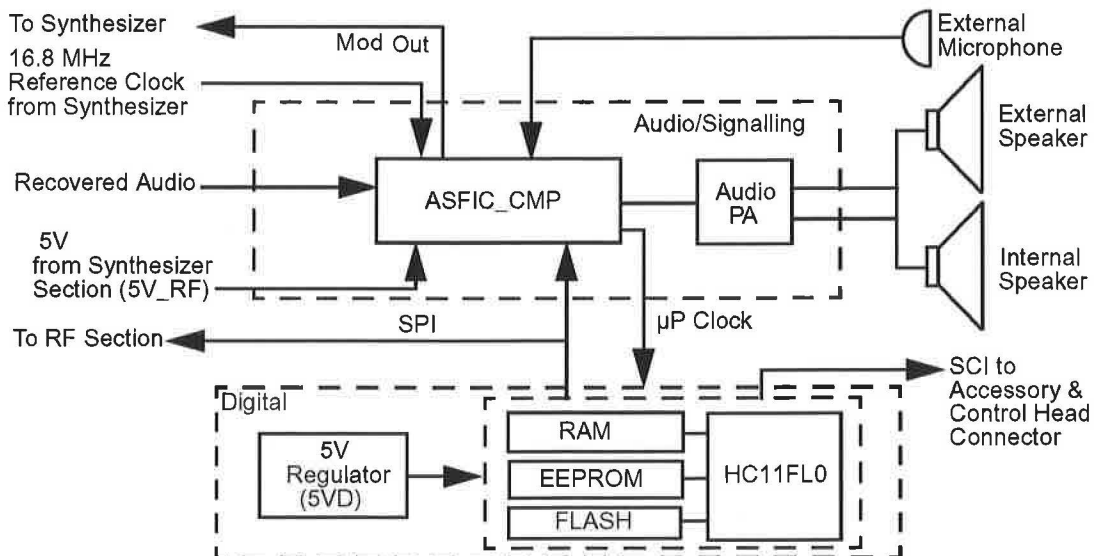 To Synthesizer
Mod Out
16.8 MHz
Reference Clock
from Synthesizer
External
Microphone
Audio/Signalling
External
Speaker
Recovered Audio
ASFIC_CMP
Audio
PA
5V
from Synthesizer
Section (5V_RF)
Internal
Speaker
To RF Section
SPI
µP Clock
SCI to
Accessory &
Control Head
Connector
Digital
5V
Regulator
(5VD)
RAM
EEPROM
FLASH
HC11FL0